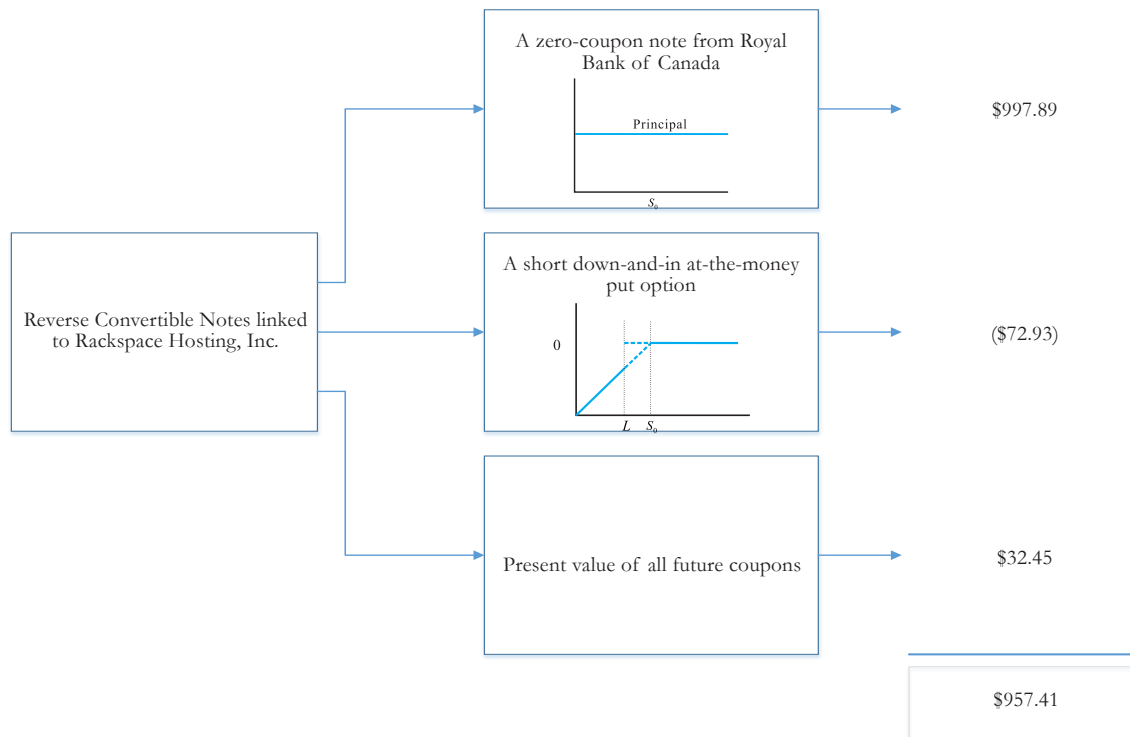 A zero-coupon note from Royal
Bank of Canada
Principal
S₀
$997.89
Reverse Convertible Notes linked
to Rackspace Hosting, Inc.
A short down-and-in at-the-money
put option
0
L S₀
($72.93)
Present value of all future coupons
$32.45
$957.41